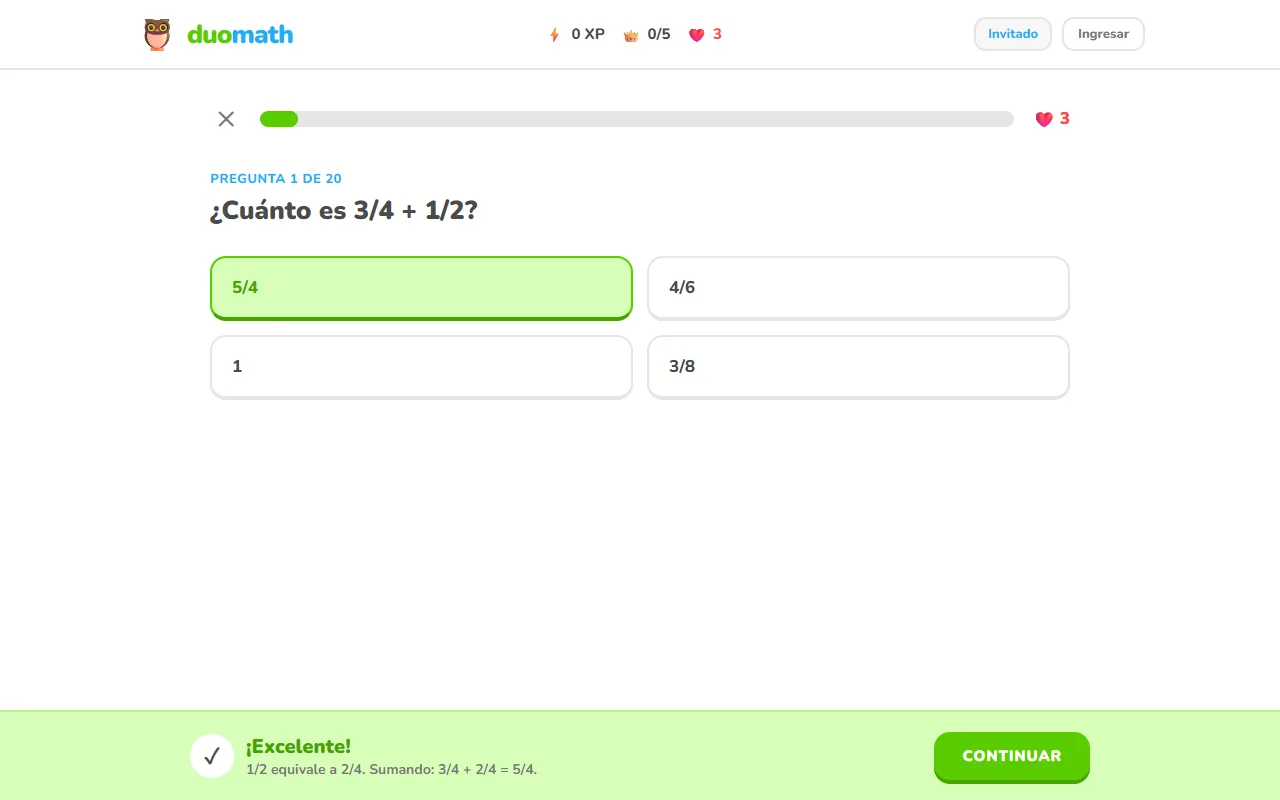 duomath
0 XP
0/5
3
Invitado
Ingresar
3
PREGUNTA 1 DE 20
¿Cuánto es 3/4 + 1/2?
5/4
4/6
1
3/8
¡Excelente!
1/2 equivale a 2/4. Sumando: 3/4 + 2/4 = 5/4.
CONTINUAR